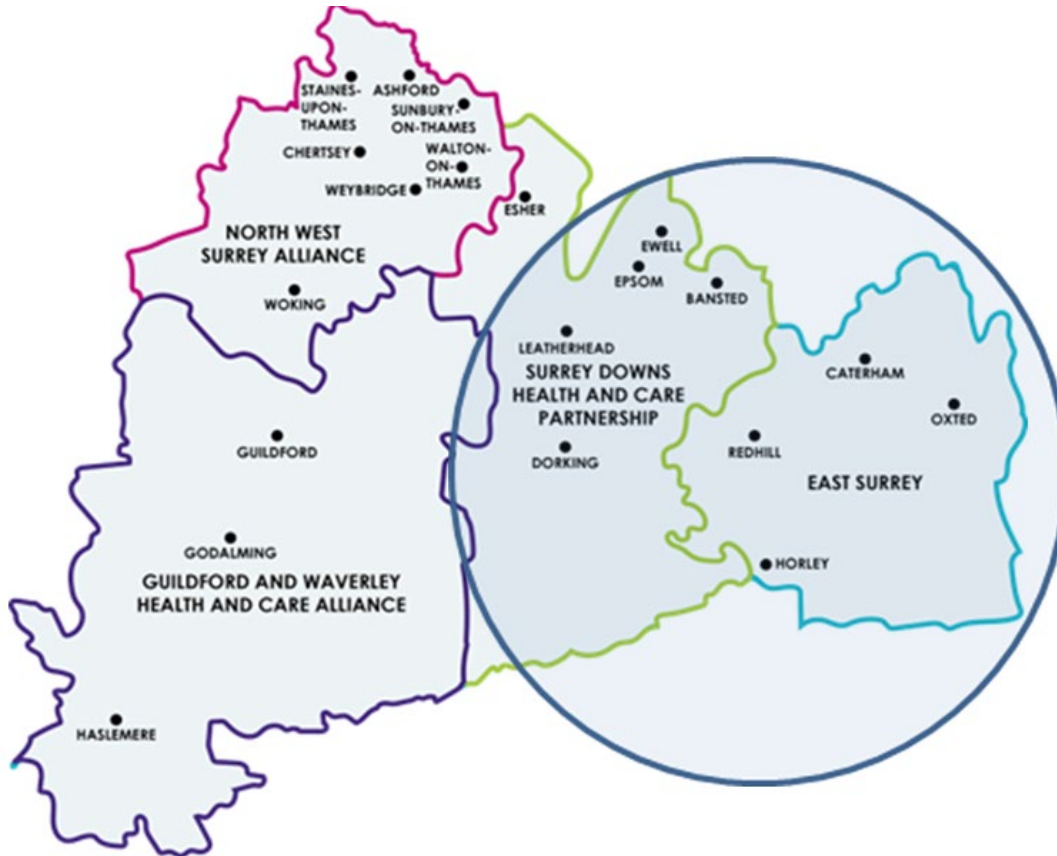 STAINES-
UPON-
THAMES
ASHFORD
SUNBURY-
ON-THAMES
CHERTSEY
WALTON-
ON-
THAMES
WEYBRIDGE
ESHER
NORTH WEST
SURREY ALLIANCE
WOKING
EWELL
EPSOM
BANSTED
LEATHERHEAD
SURREY DOWNS
HEALTH AND CARE
PARTNERSHIP
DORKING
CATERHAM
OXTED
REDHILL
EAST SURREY
HORLEY
GUILDFORD
GODALMING
GUILDFORD AND WAVERLEY
HEALTH AND CARE ALLIANCE
HASLEMERE